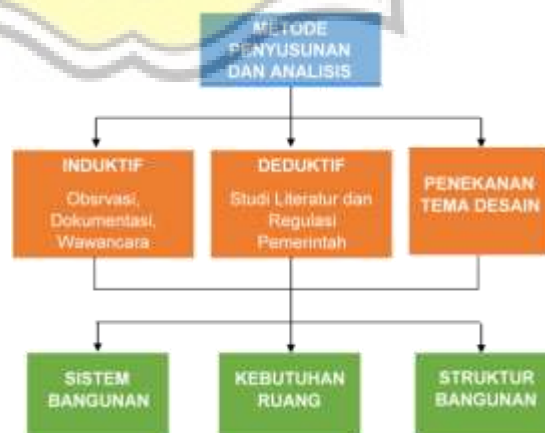 METODE
PENYUSUNAN
DAN ANALISIS
INDUKTIF
Obsrvasi,
Dokumentasi,
Wawancara
DEDUKTIF
Studi Literatur dan
Regulasi
Pemerintah
PENEKANAN
TEMA DESAIN
SISTEM
BANGUNAN
KEBUTUHAN
RUANG
STRUKTUR
BANGUNAN